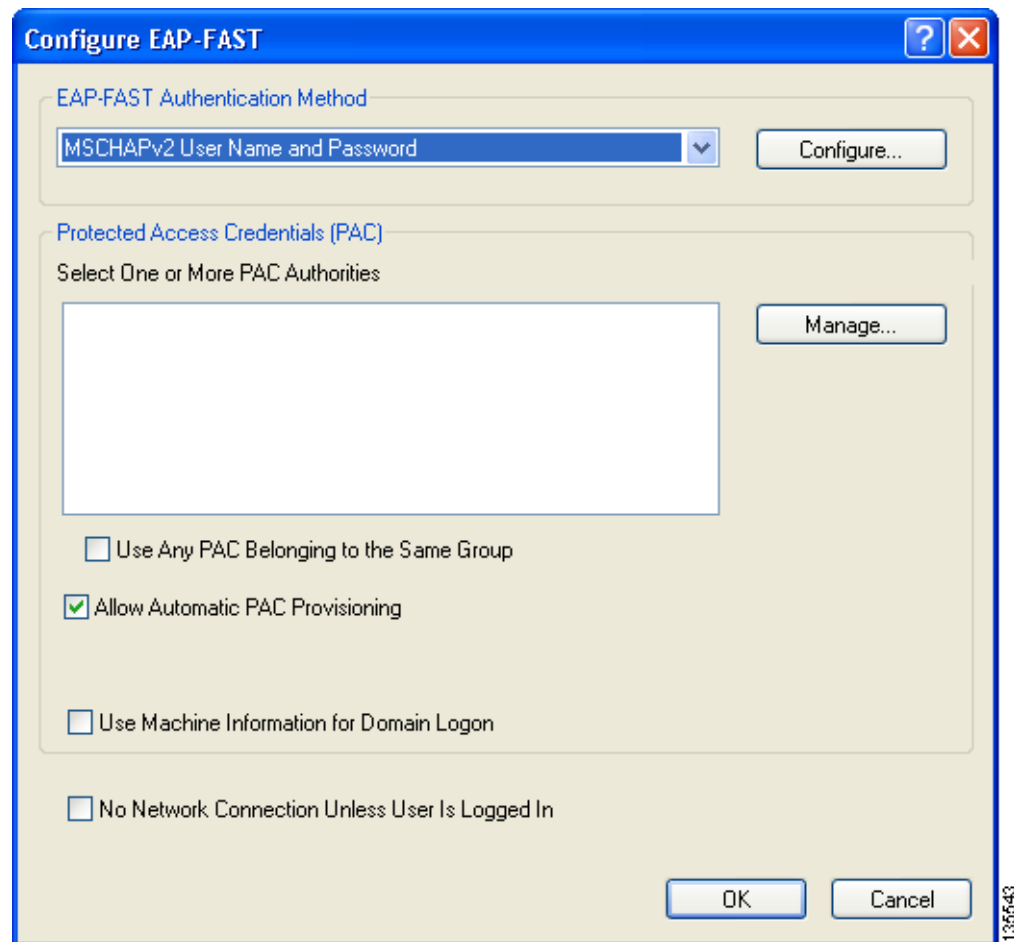 Configure EAP-FAST
EAP-FAST Authentication Method
MSCHAPv2 User Name and Password
Configure...
Protected Access Credentials (PAC)
Select One or More PAC Authorities
Manage...
Use Any PAC Belonging to the Same Group
Allow Automatic PAC Provisioning
Use Machine Information for Domain Logon
No Network Connection Unless User Is Logged In
OK Cancel
135543